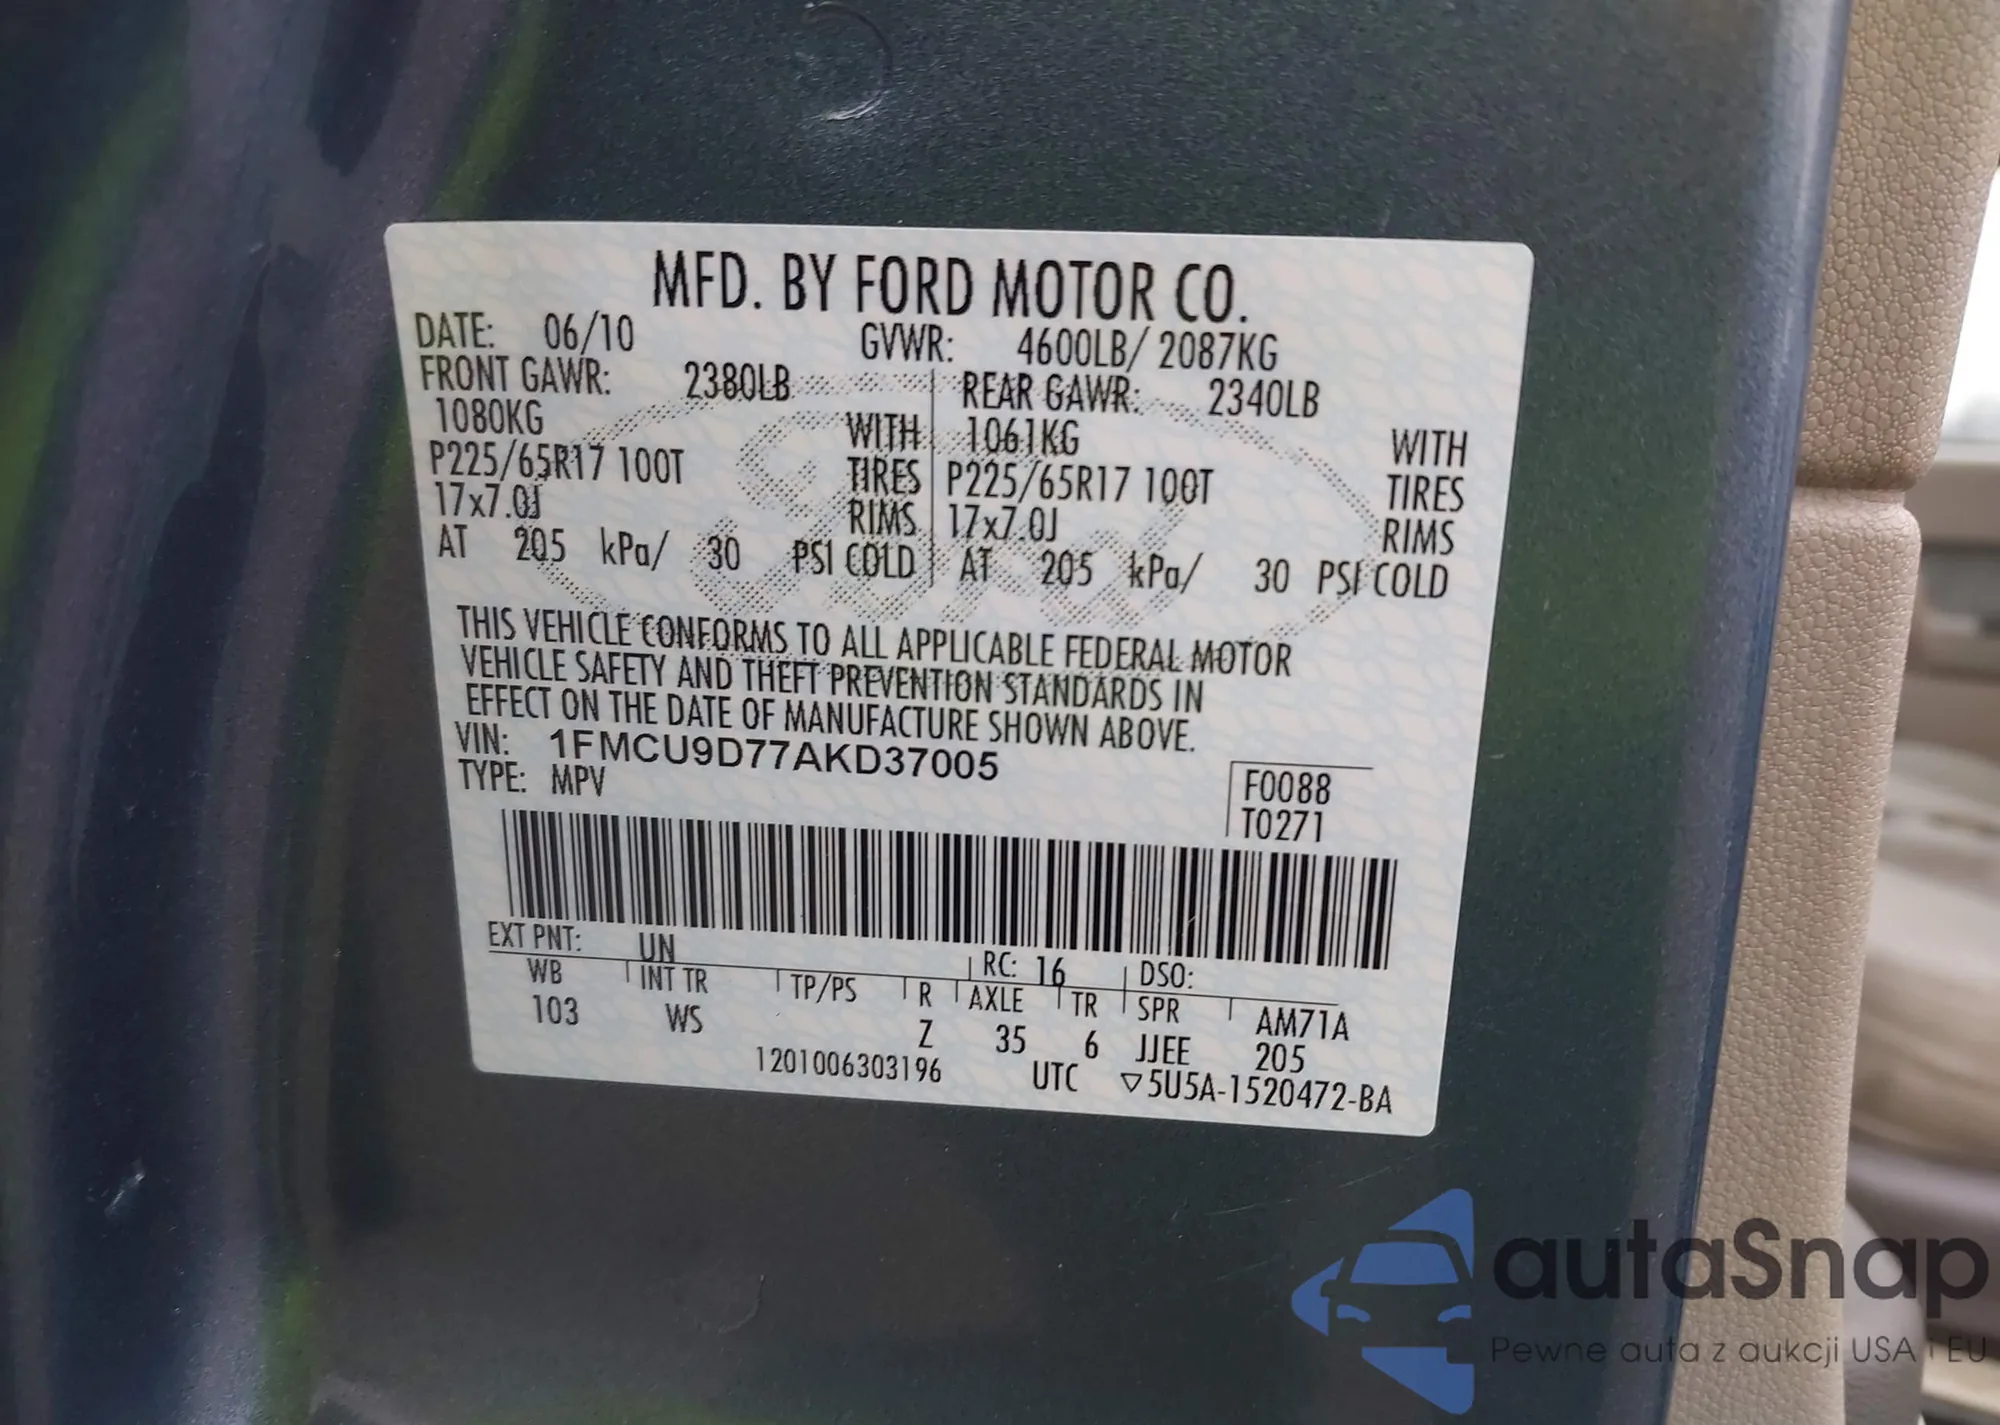 MFD. BY FORD MOTOR CO.
DATE: 06/10 GVWR: 4600LB/ 2087KG
FRONT GAWR: 2380LB REAR GAWR: 2340LB
1080KG WITH 1061KG WITH
P225/65R17 100T TIRES P225/65R17 100T TIRES
17x7.0J RIMS 17x7.0J RIMS
AT 205 kPa/ 30 PSI COLD AT 205 kPa/ 30 PSI COLD
THIS VEHICLE CONFORMS TO ALL APPLICABLE FEDERAL MOTOR
VEHICLE SAFETY AND THEFT PREVENTION STANDARDS IN
EFFECT ON THE DATE OF MANUFACTURE SHOWN ABOVE.
VIN: 1FMCU9D77AKD37005
TYPE: MPV
F0088
T0271
EXT PNT: UN RC: 16 DSO:
WB INT TR TP/PS R AXLE TR SPR AM71A
103 WS Z 35 6 JJEE 205
1201006303196 UTC ▽5U5A-1520472-BA
autaSnap
Pewne auta z aukcji USA i EU